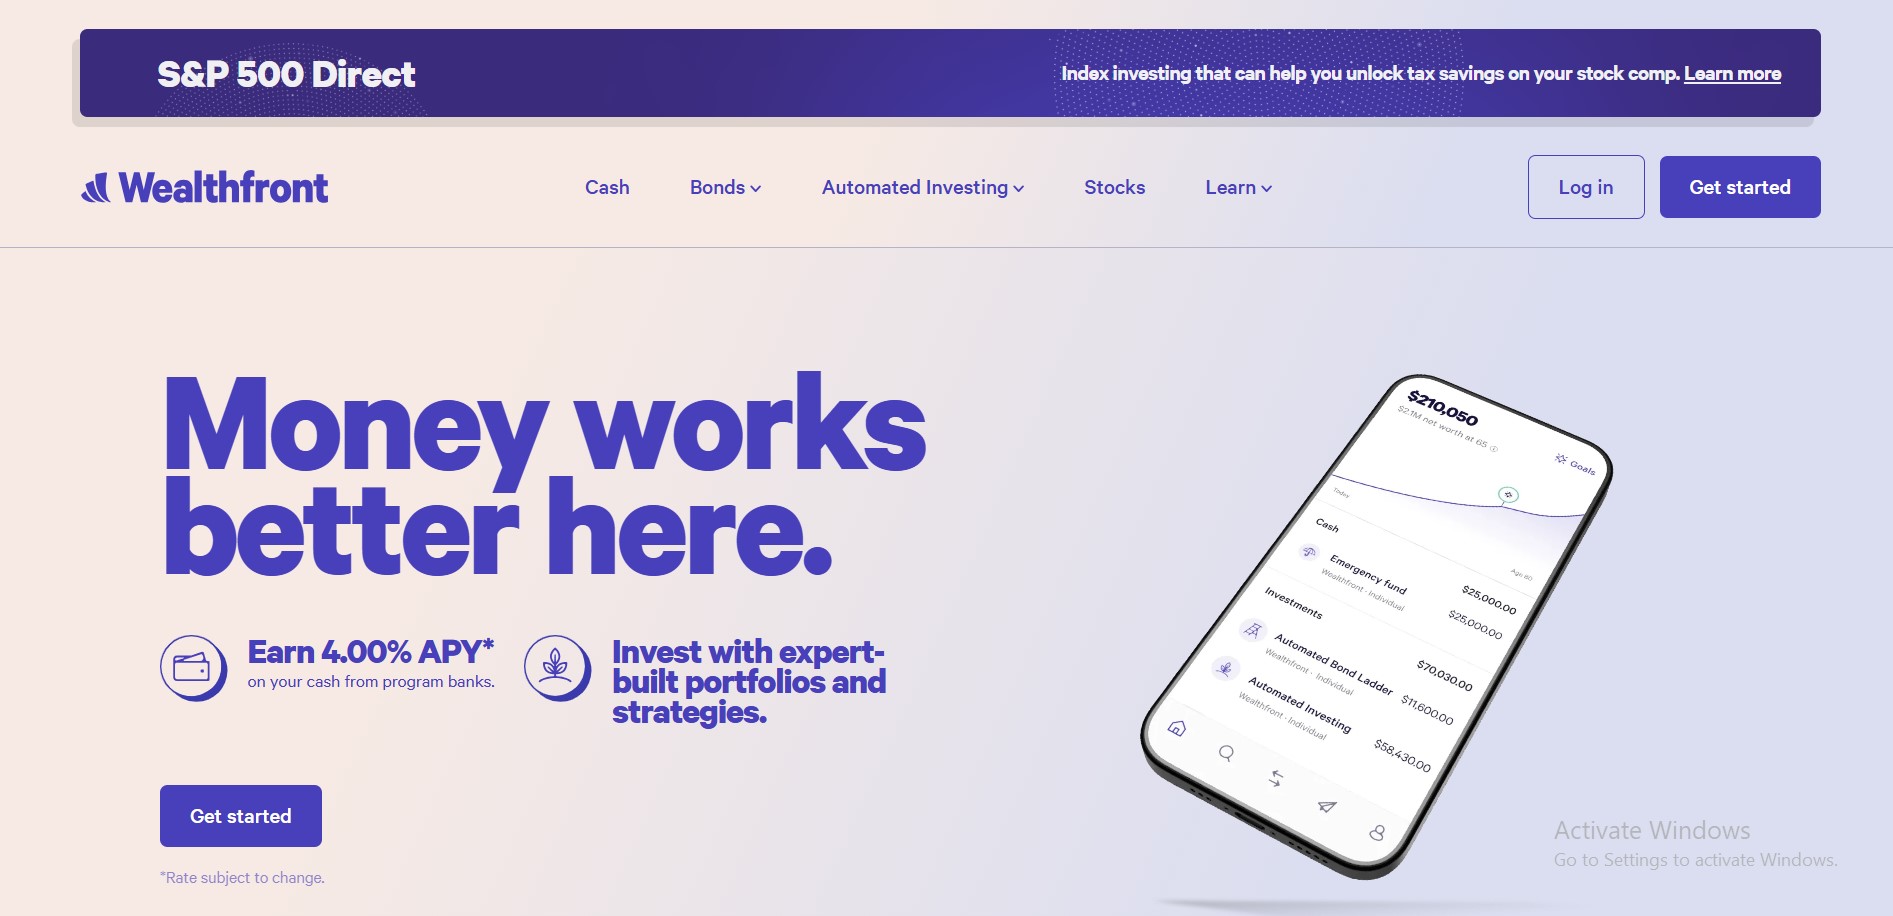 S&P 500 Direct
Index investing that can help you unlock tax savings on your stock comp. Learn more
Wealthfront
Cash
Bonds
Automated Investing
Stocks
Learn
Log in
Get started
Money works
better here.
Earn 4.00% APY*
on your cash from program banks.
Invest with expert-
built portfolios and
strategies.
Get started
*Rate subject to change.
$210,050
$2.1M net worth at 65
Goals
Today
Age 60
Cash
$25,000.00
Emergency fund
Wealthfront · Individual
$25,000.00
Investments
$70,030.00
Automated Bond Ladder
Wealthfront · Individual
$11,600.00
Automated Investing
Wealthfront · Individual
$58,430.00
Activate Windows
Go to Settings to activate Windows.